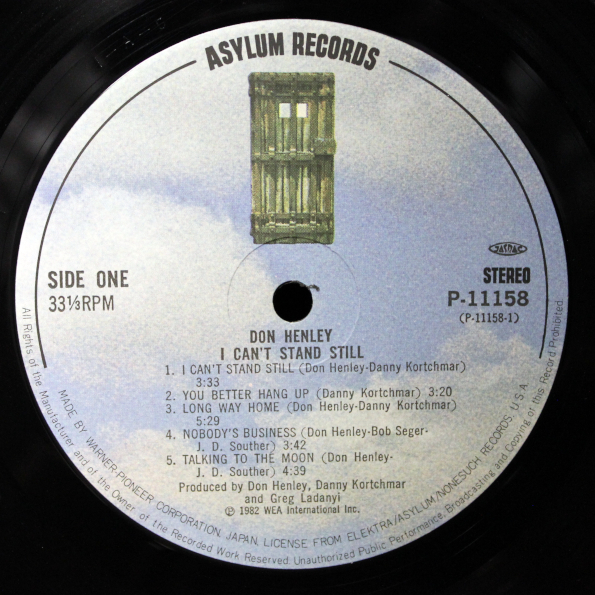 ASYLUM RECORDS
JASRAC
SIDE ONE
33⅓RPM
STEREO
P-11158
(P-11158-1)
DON HENLEY
I CAN'T STAND STILL
1. I CAN'T STAND STILL (Don Henley-Danny Kortchmar)
3:33
2. YOU BETTER HANG UP (Danny Kortchmar) 3:20
3. LONG WAY HOME (Don Henley-Danny Kortchmar)
5:29
4. NOBODY'S BUSINESS (Don Henley-Bob Seger-
J. D. Souther) 3:42
5. TALKING TO THE MOON (Don Henley-
J. D. Souther) 4:39
Produced by Don Henley, Danny Kortchmar
and Greg Ladanyi
℗ 1982 WEA International Inc.
MADE BY WARNER-PIONEER CORPORATION, JAPAN. LICENSE FROM ELEKTRA/ASYLUM/NONESUCH RECORDS, U.S.A.
All Rights of the Manufacturer and of the Owner of the Recorded Work Reserved. Unauthorized Public Performance, Broadcasting and Copying of this Record Prohibited.